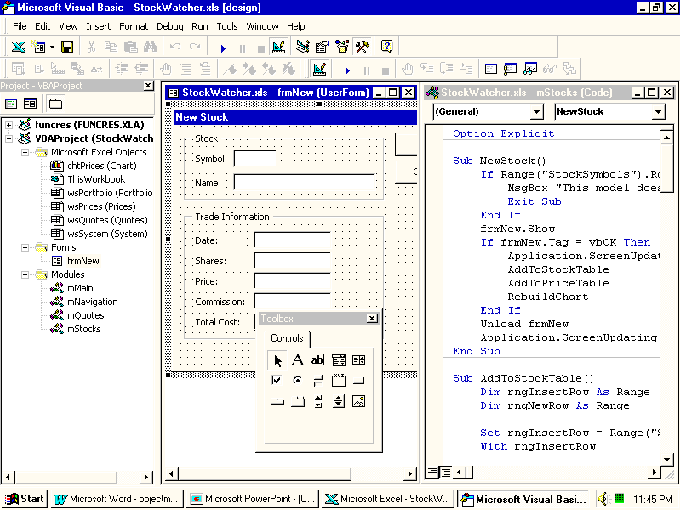 Microsoft Visual Basic - StockWatcher.xls [design]
File Edit View Insert Format Debug Run Tools Window Help
Project - VBAProject
funcres (FUNCRES.XLA)
VBAProject (StockWatch
Microsoft Excel Objects
chtPrices (Chart)
ThisWorkbook
wsPortfolio (Portfolio
wsPrices (Prices)
wsQuotes (Quotes)
wsSystem (System)
Forms
frmNew
Modules
mMain
mNavigation
mQuotes
mStocks
StockWatcher.xls - frmNew (UserForm)
New Stock
Stock
Symbol
Name
Trade Information
Date:
Shares:
Price:
Commission:
Total Cost:
Toolbox
Controls
StockWatcher.xls - mStocks (Code)
(General) NewStock
Option Explicit
Sub NewStock()
If Range("StockSymbols").Ro
MsgBox "This model does
Exit Sub
End If
frmNew.Show
If frmNew.Tag = vbOK Then
Application.ScreenUpdat
AddToStockTable
AddToPriceTable
RebuildChart
End If
Unload frmNew
Application.ScreenUpdating
End Sub
Sub AddToStockTable()
Dim rngInsertRow As Range
Dim rngNewRow As Range
Set rngInsertRow = Range("S
With rngInsertRow
Start Microsoft Word - objectm... Microsoft PowerPoint - [L... Microsoft Excel - StockW... Microsoft Visual Basi... 11:45 PM